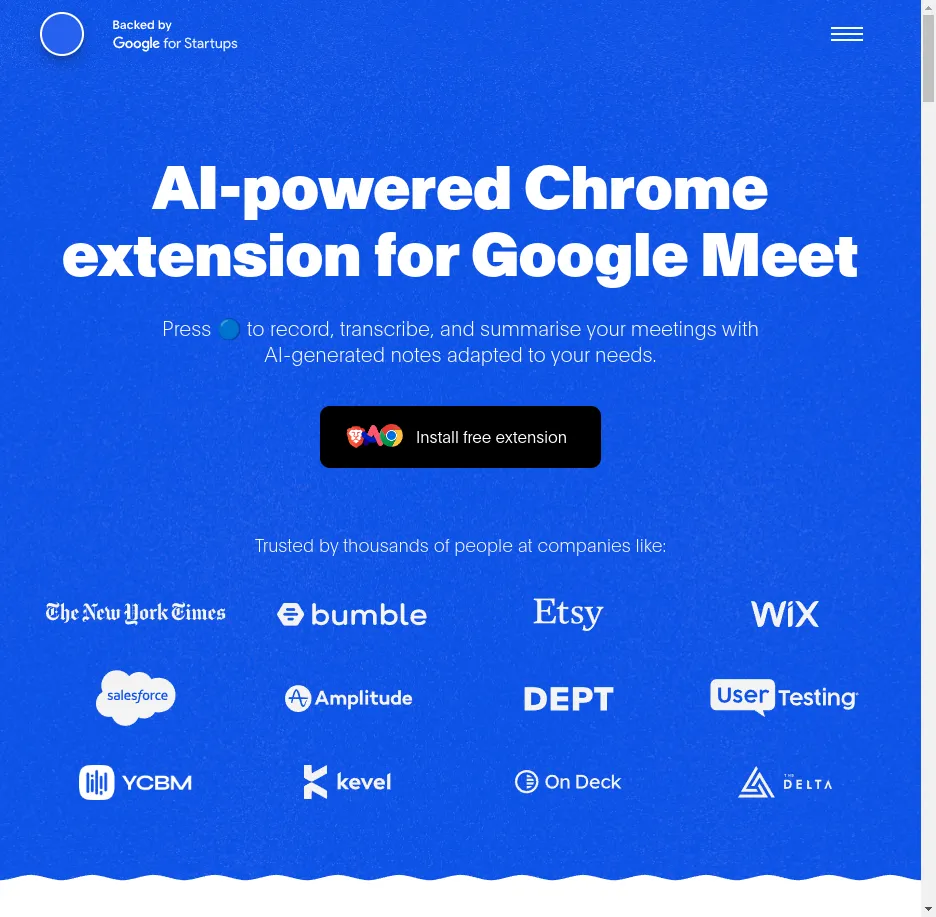 Backed by
Google for Startups
AI-powered Chrome
extension for Google Meet
Press 🔵 to record, transcribe, and summarise your meetings with
AI-generated notes adapted to your needs.
Install free extension
Trusted by thousands of people at companies like:
The New York Times
bumble
Etsy
WiX
salesforce
Amplitude
DEPT
User Testing
YCBM
kevel
On Deck
THE DELTA